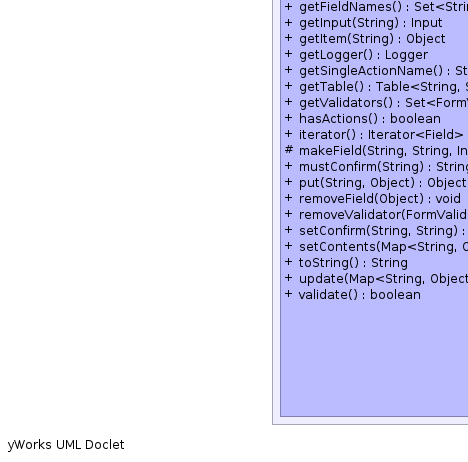 + getFieldNames() : Set<Stri
+ getInput(String) : Input
+ getItem(String) : Object
+ getLogger() : Logger
+ getSingleActionName() : St
+ getTable() : Table<String, S
+ getValidators() : Set<FormV
+ hasActions() : boolean
+ iterator() : Iterator<Field>
# makeField(String, String, In
+ mustConfirm(String) : String
+ put(String, Object) : Object
+ removeField(Object) : void
+ removeValidator(FormValid
+ setConfirm(String, String) :
+ setContents(Map<String, O
+ toString() : String
+ update(Map<String, Object
+ validate() : boolean
yWorks UML Doclet